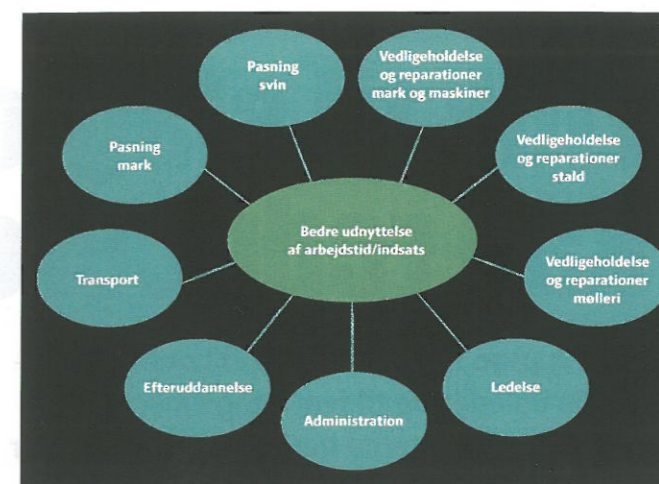 Pasning
svin
Vedligeholdelse
og reparationer
mark og maskiner
Pasning
mark
Vedligeholdelse
og reparationer
stald
Bedre udnyttelse
af arbejdstid/indsats
Transport
Vedligeholdelse
og reparationer
mølleri
Efteruddannelse
Administration
Ledelse